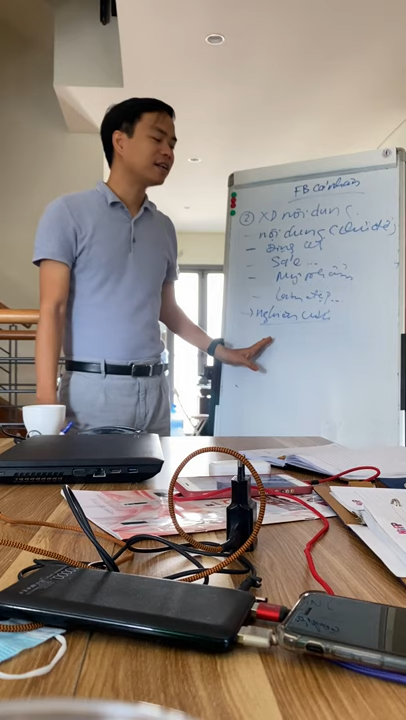 FB cá nhân
② XD nội dung.
- nội dung (chủ đề)
-
- Sale...
- Mỹ phẩm
- Làm đẹp..
→ Nghiên cứu